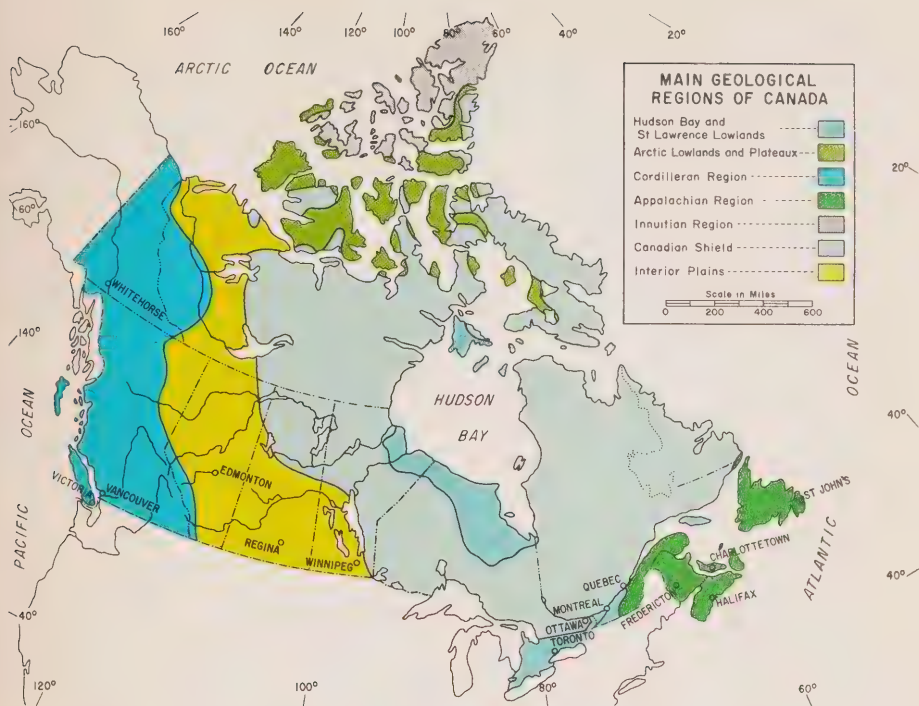 160° 140° 120° 100° 80° 60° 40° 20°
ARCTIC OCEAN
MAIN GEOLOGICAL
REGIONS OF CANADA
Hudson Bay and
St Lawrence Lowlands
Arctic Lowlands and Plateaux
Cordilleran Region
Appalachian Region
Innuitian Region
Canadian Shield
Interior Plains
Scale in Miles
0 200 400 600
160°
20°
60°
WHITEHORSE
140°
OCEAN
PACIFIC OCEAN
HUDSON
BAY
40°
EDMONTON
VICTORIA
VANCOUVER
ST JOHN'S
REGINA
WINNIPEG
CHARLOTTETOWN
ATLANTIC
QUEBEC
FREDERICTON
HALIFAX
MONTREAL
OTTAWA
TORONTO
40°
40°
120°
100°
80°
60°